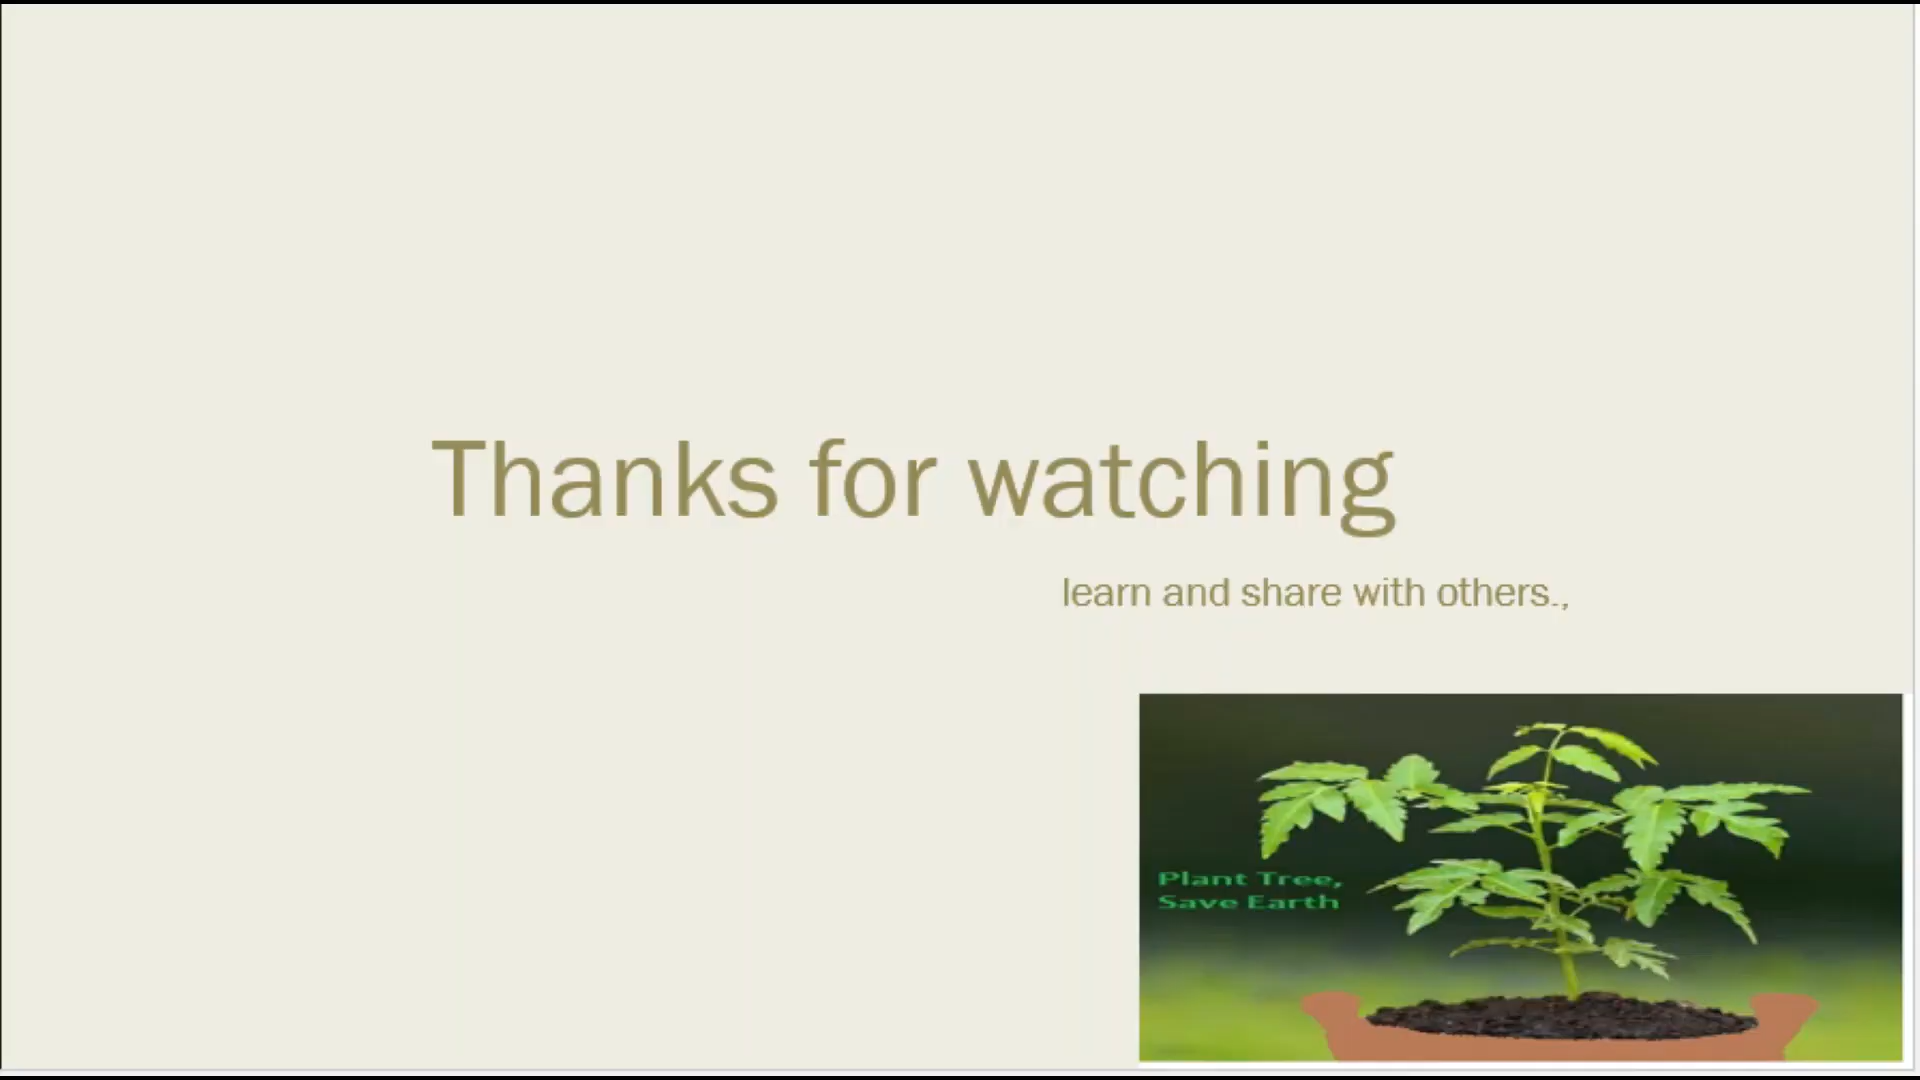 Thanks for watching
learn and share with others.,
Plant Tree,
Save Earth